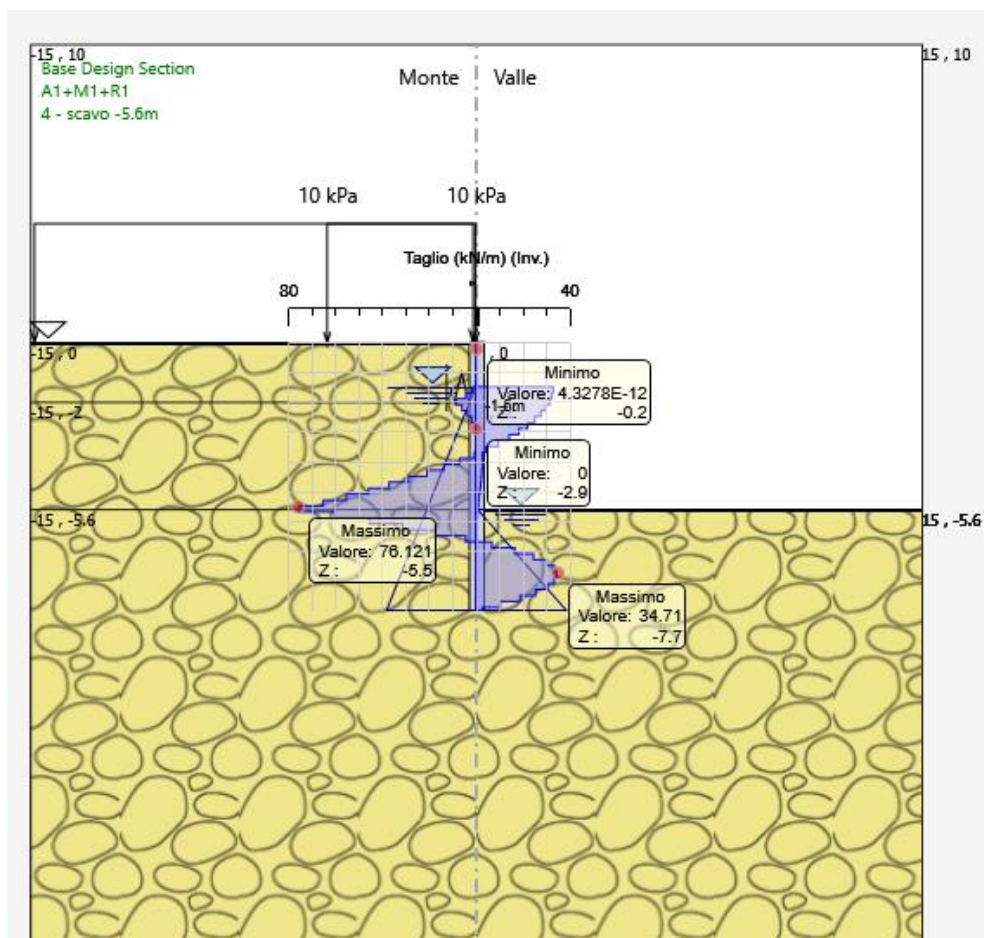 -15 , 10
15 , 10
Base Design Section
A1+M1+R1
4 - scavo -5.6m
Monte
Valle
10 kPa
10 kPa
Taglio (kN/m) (Inv.)
80
40
-15, 0
, 0
Minimo
Valore: 4.3278E-12
Z : -0.2
-15 , -2
-1.6m
Minimo
Valore: 0
Z : -2.9
-15 , -5.6
15 , -5.6
Massimo
Valore: 76.121
Z : -5.5
Massimo
Valore: 34.71
Z : -7.7